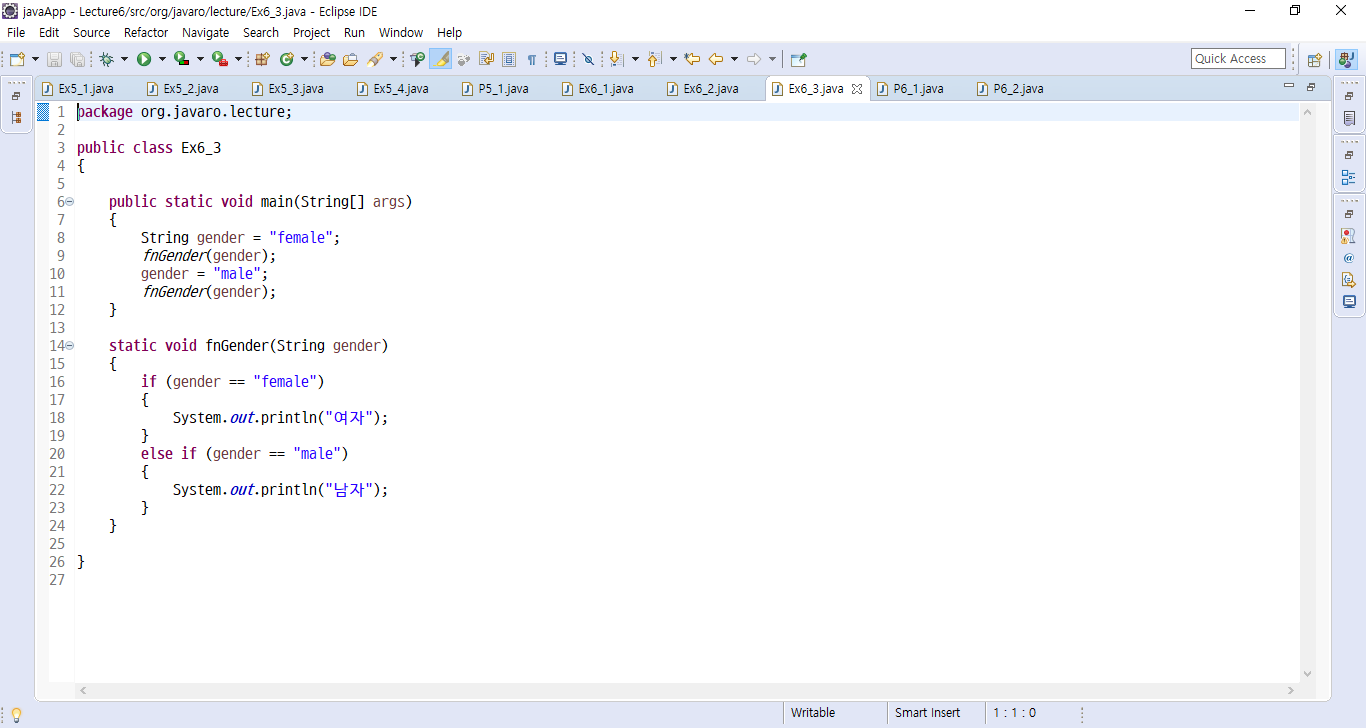 javaApp - Lecture6/src/org/javaro/lecture/Ex6_3.java - Eclipse IDE
File Edit Source Refactor Navigate Search Project Run Window Help
Quick Access
Ex5_1.java Ex5_2.java Ex5_3.java Ex5_4.java P5_1.java Ex6_1.java Ex6_2.java Ex6_3.java P6_1.java P6_2.java
1 package org.javaro.lecture;
2
3 public class Ex6_3
4 {
5
6 public static void main(String[] args)
7 {
8 String gender = "female";
9 fnGender(gender);
10 gender = "male";
11 fnGender(gender);
12 }
13
14 static void fnGender(String gender)
15 {
16 if (gender == "female")
17 {
18 System.out.println("여자");
19 }
20 else if (gender == "male")
21 {
22 System.out.println("남자");
23 }
24 }
25
26 }
27
Writable Smart Insert 1 : 1 : 0